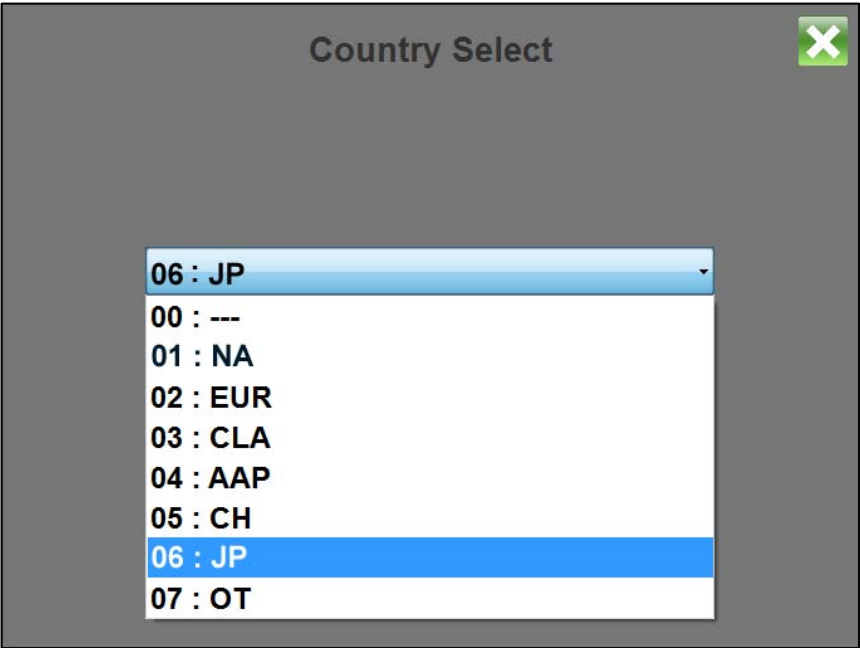 Country Select
06 : JP
00 : ---
01 : NA
02 : EUR
03 : CLA
04 : AAP
05 : CH
06 : JP
07 : OT